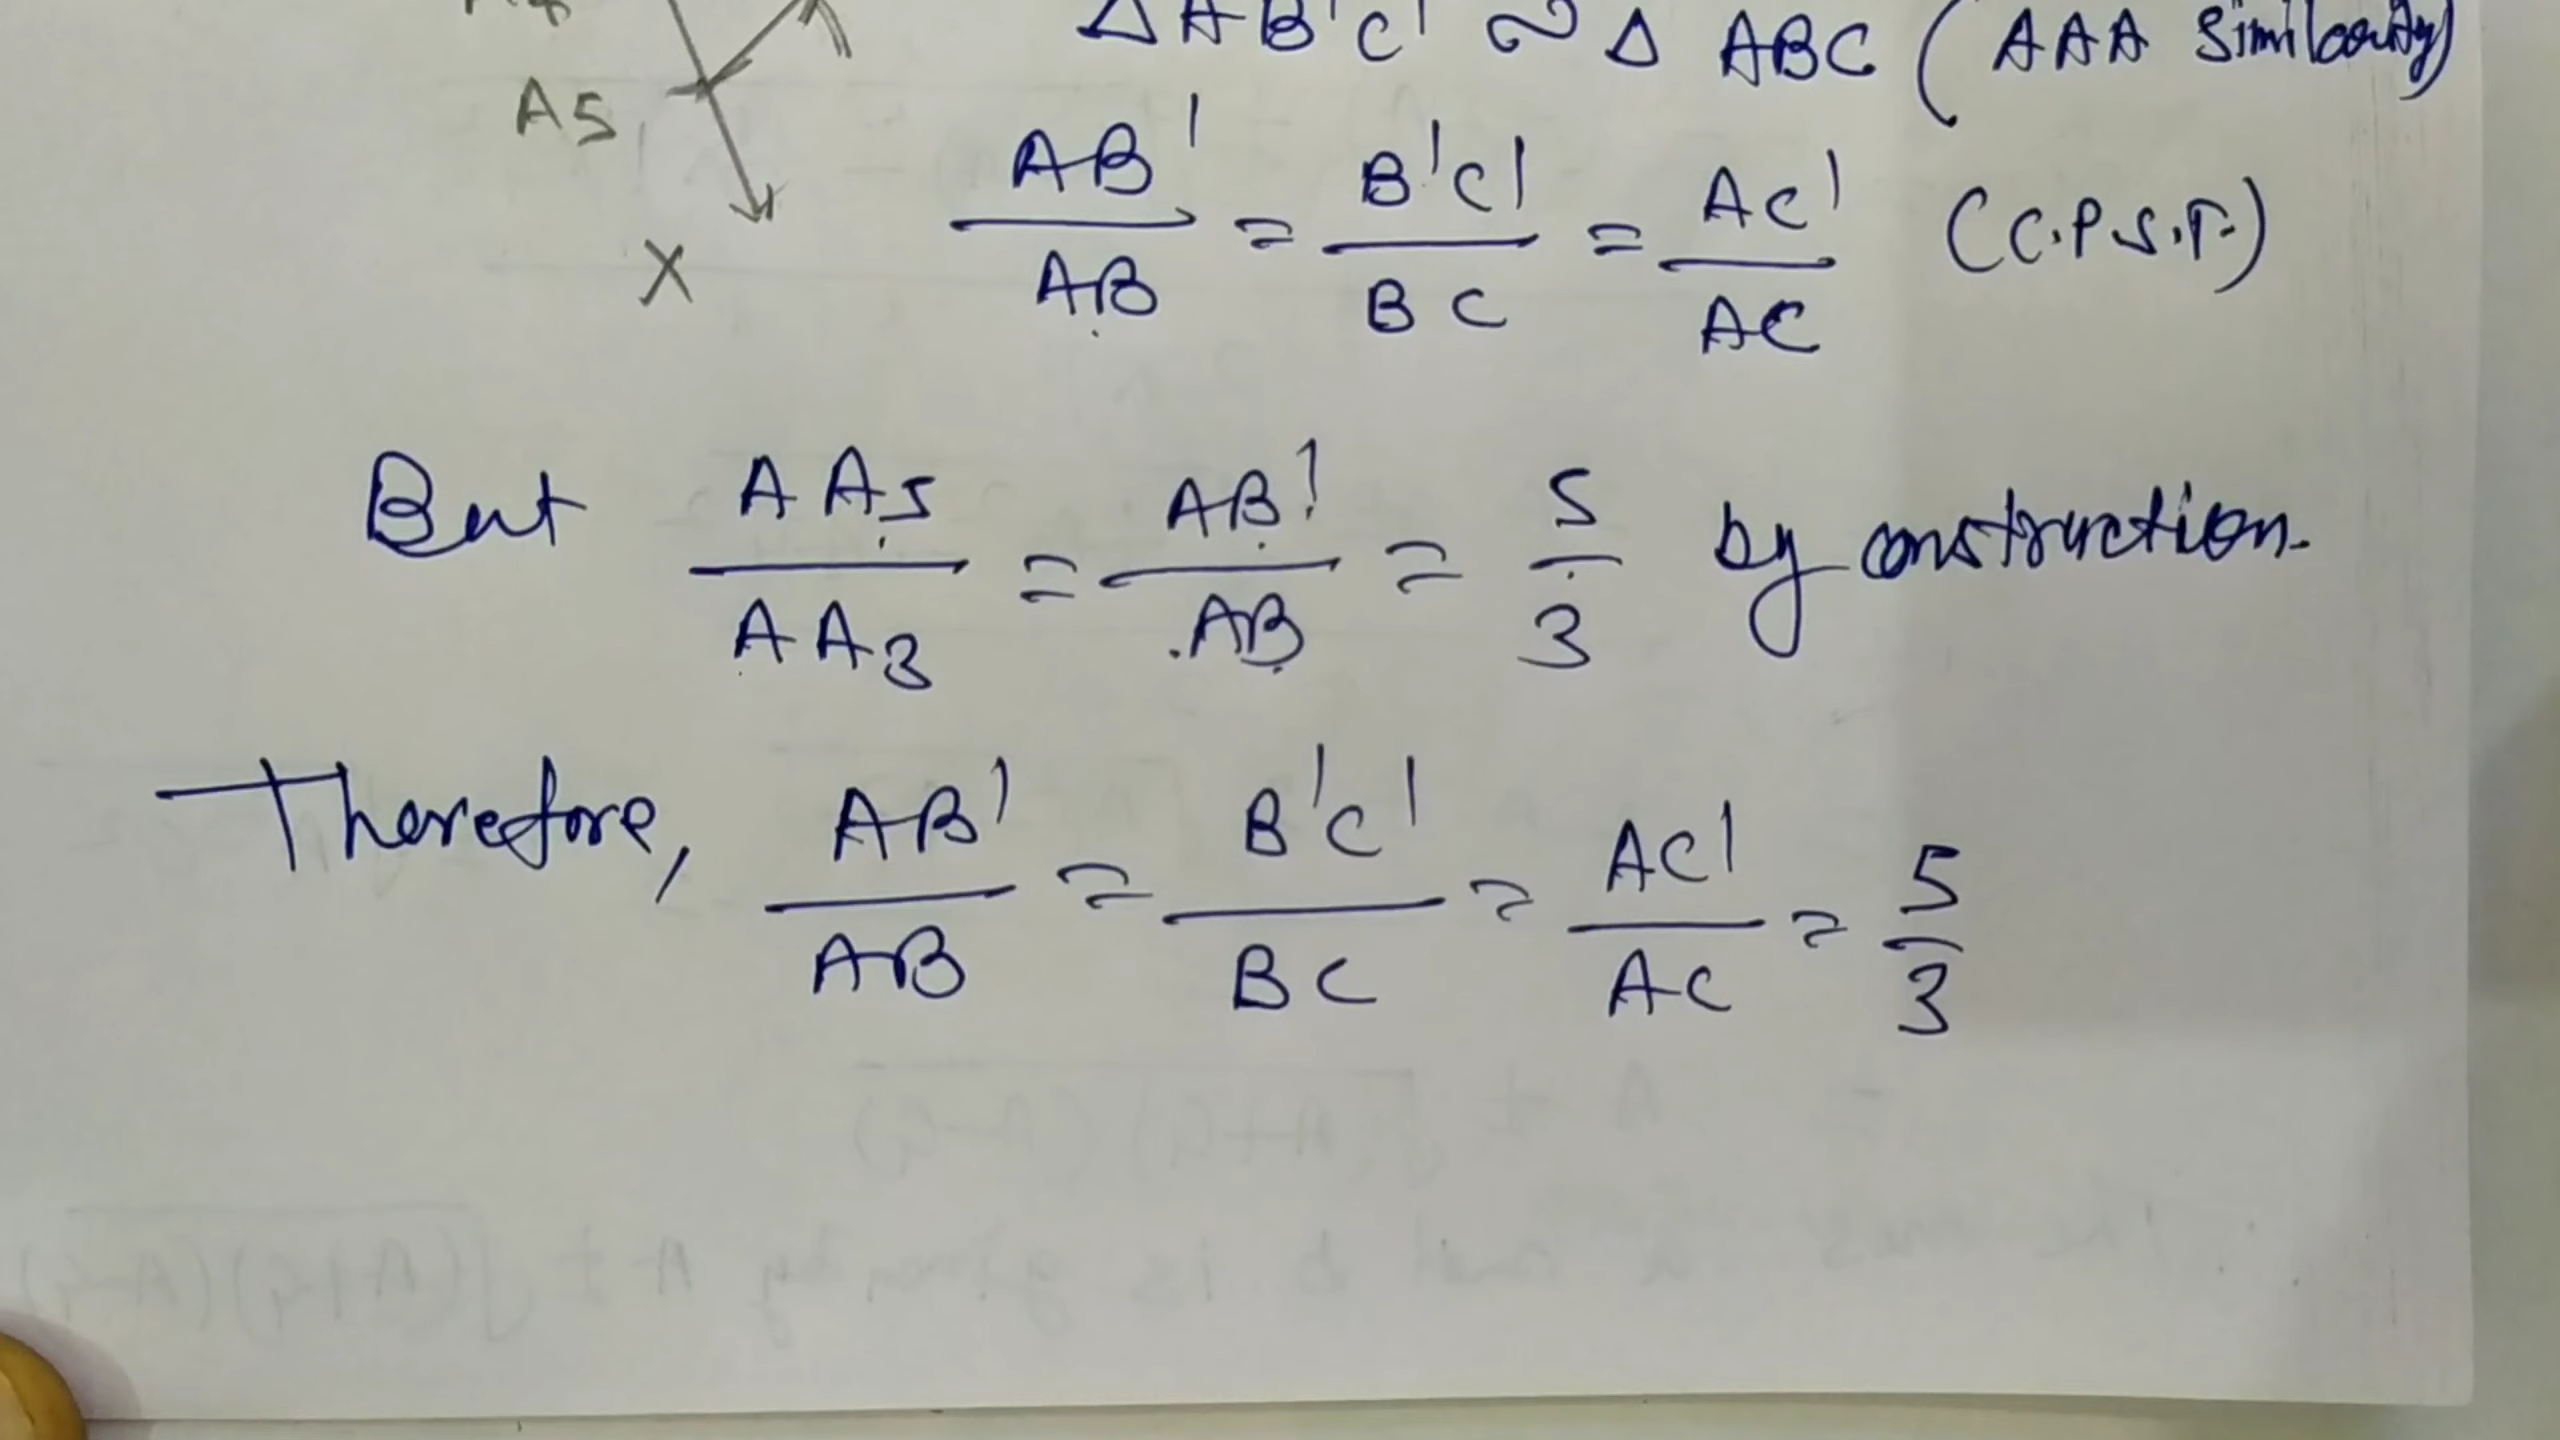 Δ AB'C' ~ Δ ABC (AAA Similarity)
A5
AB'/AB = B'C'/BC = AC'/AC (C.P.S.T.)
X
But AA5/AA3 = AB'/AB = 5/3 by construction.
Therefore, AB'/AB = B'C'/BC = AC'/AC = 5/3